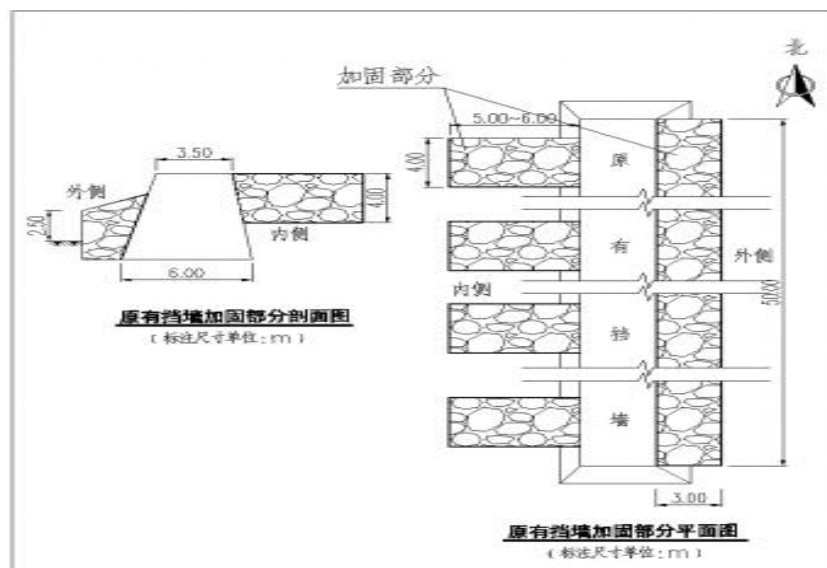 3.50
外侧
2.50
4.00
内侧
6.00
原有挡墙加固部分剖面图
(标注尺寸单位:m)
加固部分
北
5.00~6.00
4.00
原
有
挡
墙
外侧
内侧
50.00
3.00
原有挡墙加固部分平面图
(标注尺寸单位:m)